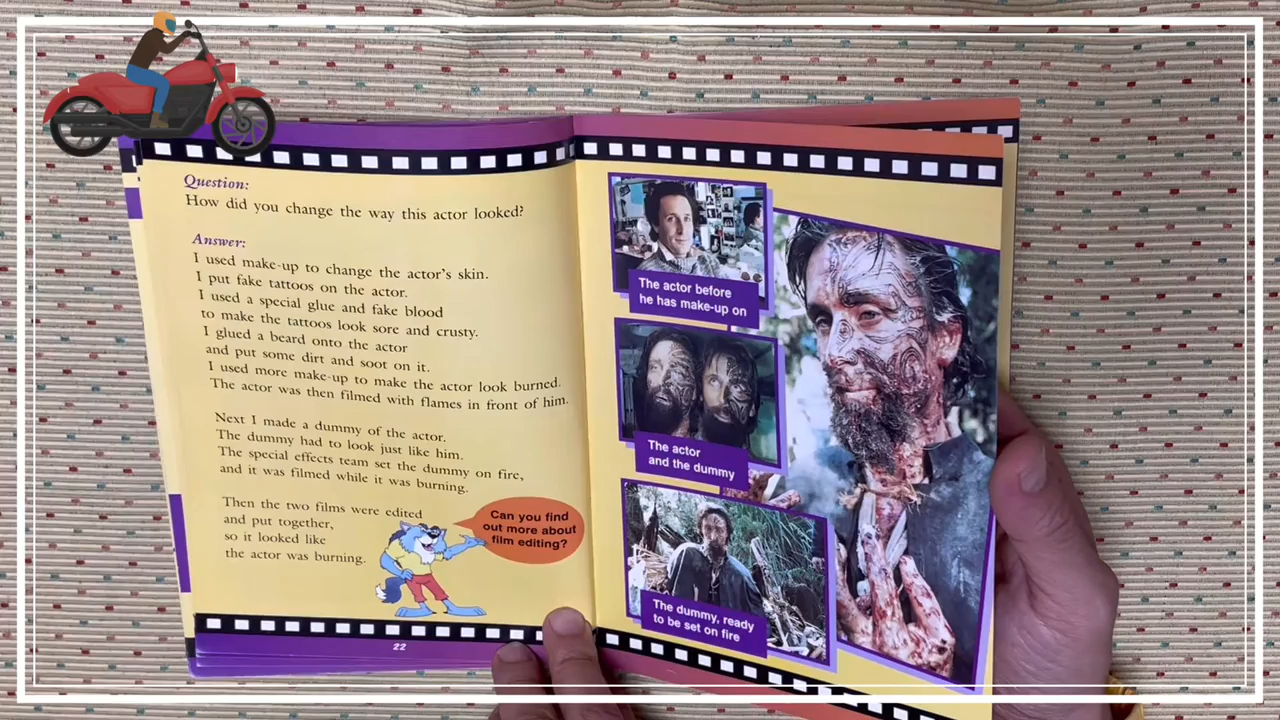 Question:
How did you change the way this actor looked?
Answer:
I used make-up to change the actor's skin.
I put fake tattoos on the actor.
I used a special glue and fake blood
to make the tattoos look sore and crusty.
I glued a beard onto the actor
and put some dirt and soot on it.
I used more make-up to make the actor look burned.
The actor was then filmed with flames in front of him.
Next I made a dummy of the actor.
The dummy had to look just like him.
The special effects team set the dummy on fire,
and it was filmed while it was burning.
Then the two films were edited
and put together,
so it looked like
the actor was burning.
Can you find
out more about
film editing?
22
The actor before
he has make-up on
The actor
and the dummy
The dummy, ready
to be set on fire